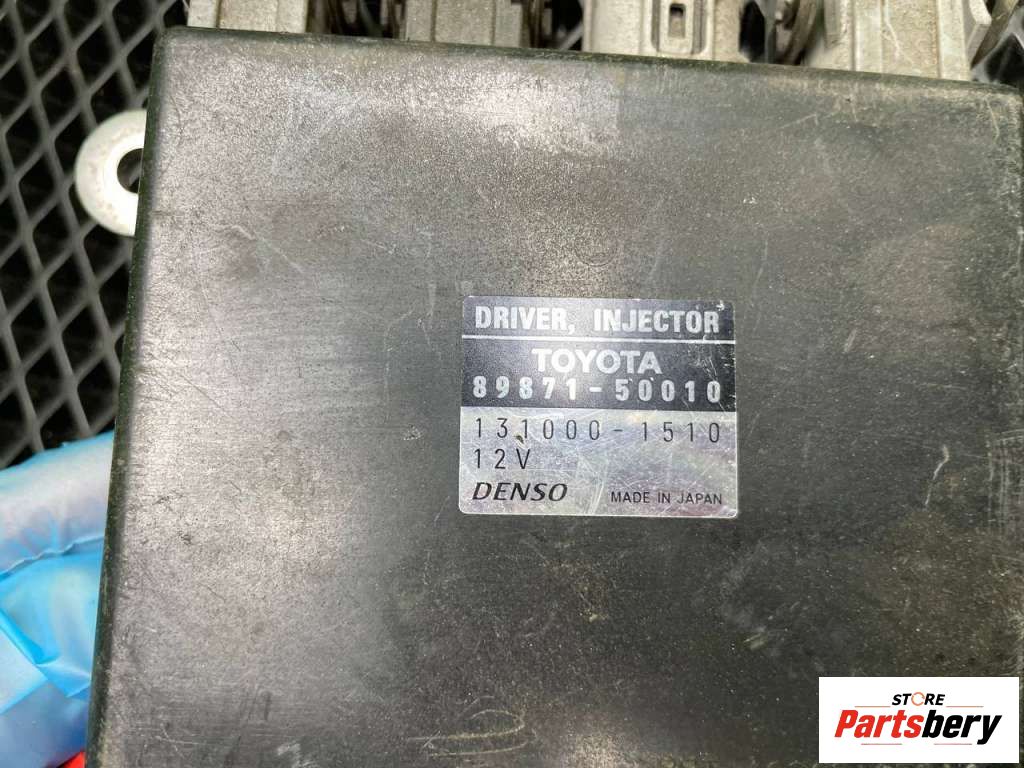 DRIVER, INJECTOR
TOYOTA
89871-50010
131000-1510
12V
DENSO MADE IN JAPAN
STORE
Partsbery